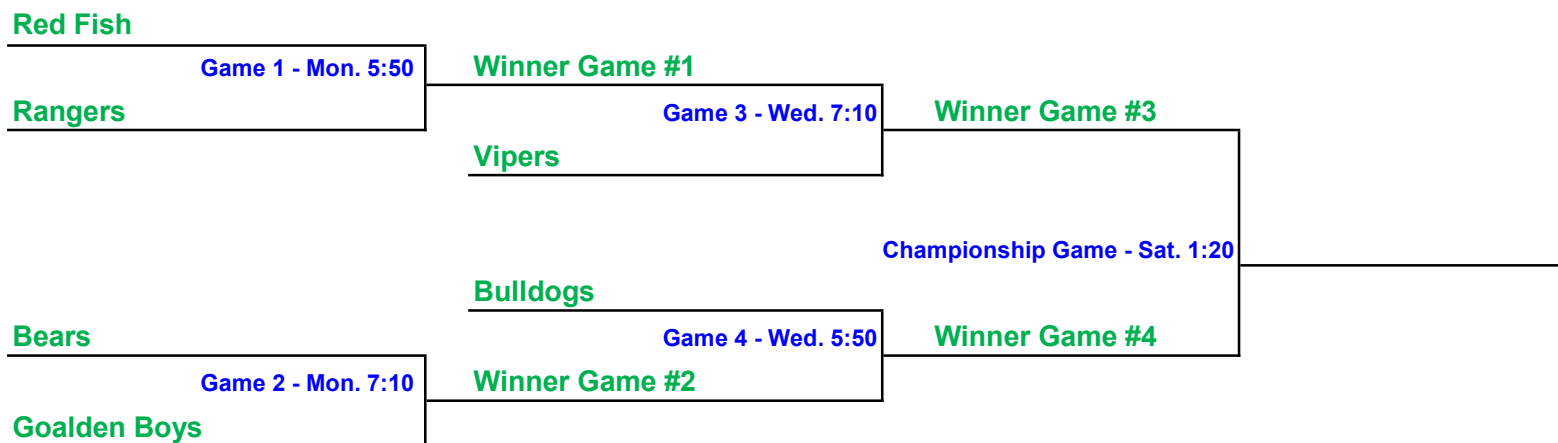 Red Fish
Game 1 - Mon. 5:50
Winner Game #1
Rangers
Game 3 - Wed. 7:10
Winner Game #3
Vipers
Championship Game - Sat. 1:20
Bulldogs
Bears
Game 4 - Wed. 5:50
Winner Game #4
Game 2 - Mon. 7:10
Winner Game #2
Goalden Boys